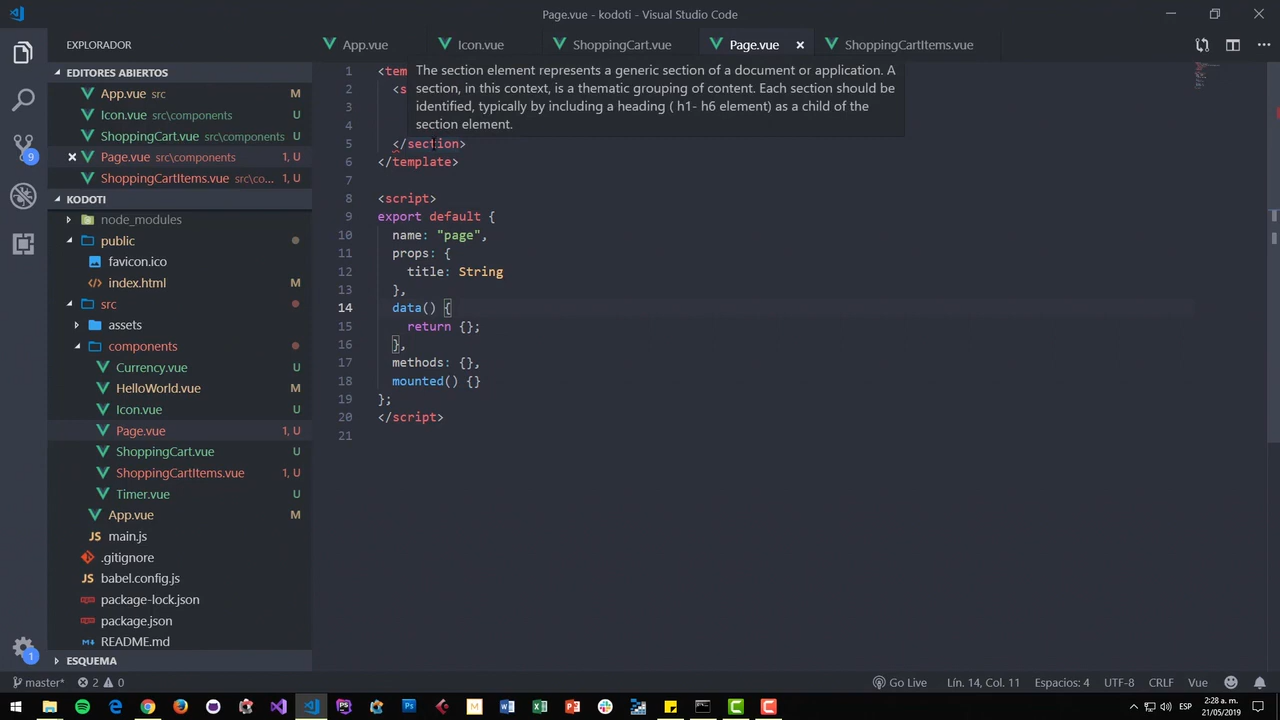 Page.vue - kodoti - Visual Studio Code
EXPLORADOR
App.vue
Icon.vue
ShoppingCart.vue
Page.vue
ShoppingCartItems.vue
EDITORES ABIERTOS
App.vue src M
Icon.vue src\components U
ShoppingCart.vue src\components U
Page.vue src\components 1, U
ShoppingCartItems.vue src\co... 1, U
9
KODOTI
node_modules
public
favicon.ico
index.html M
src
assets
components
Currency.vue U
HelloWorld.vue M
Icon.vue U
Page.vue 1, U
ShoppingCart.vue U
ShoppingCartItems.vue 1, U
Timer.vue U
App.vue M
JS main.js
.gitignore
JS babel.config.js
package-lock.json
package.json
README.md
ESQUEMA
1
1 <tem
2 <s
3
4
The section element represents a generic section of a document or application. A
section, in this context, is a thematic grouping of content. Each section should be
identified, typically by including a heading ( h1- h6 element) as a child of the
section element.
5 </section>
6 </template>
7
8 <script>
9 export default {
10 name: "page",
11 props: {
12 title: String
13 },
14 data() {
15 return {};
16 },
17 methods: {},
18 mounted() {}
19 };
20 </script>
21
master* 2 0
Go Live Lín. 14, Col. 11 Espacios: 4 UTF-8 CRLF Vue 1
ESP 2:28 a. m.
21/05/2019